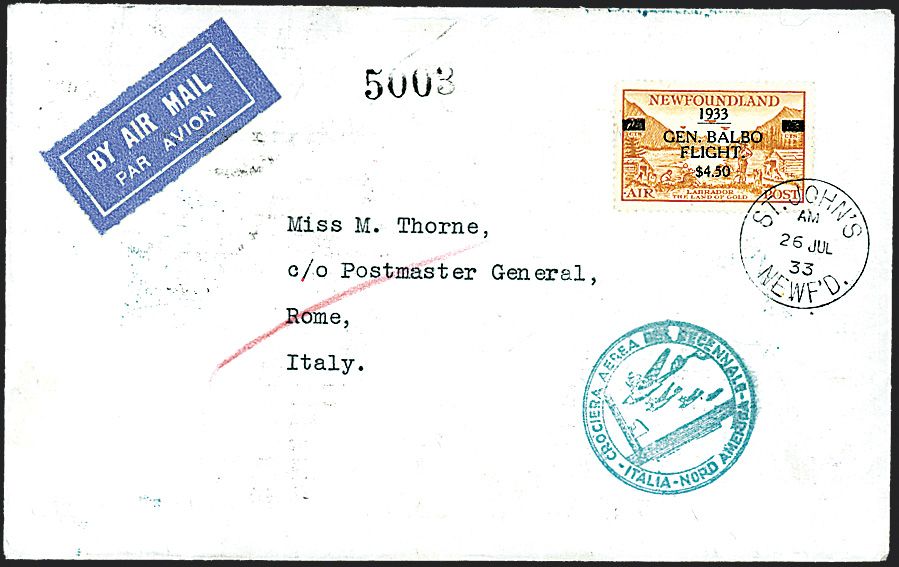 BY AIR MAIL
PAR AVION
5003
NEWFOUNDLAND
1933
GEN. BALBO
FLIGHT.
$4.50
AIR
LABRADOR
THE LAND OF GOLD
POST
ST. JOHN'S
AM
26 JUL
33
NEWF'D.
Miss M. Thorne,
c/o Postmaster General,
Rome,
Italy.
CROCIERA AEREA DEL DECENNALE-
-ITALIA-NORD AMERICA-